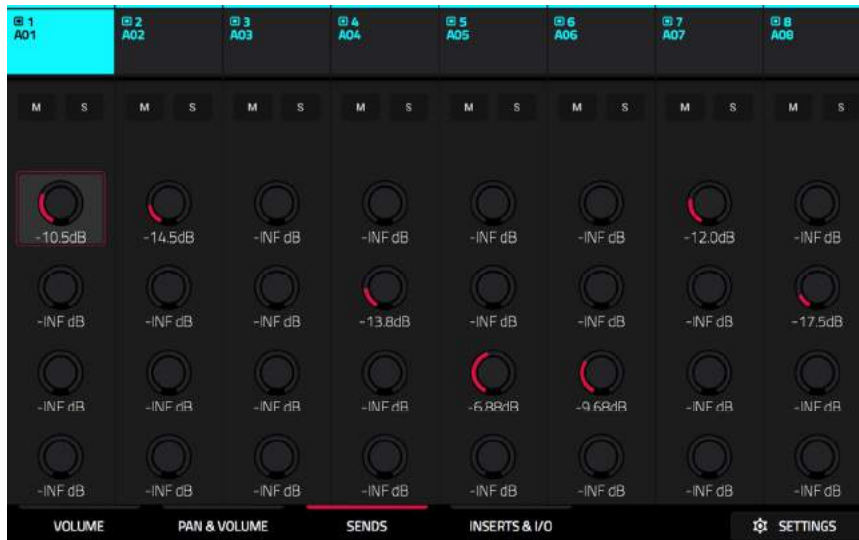 1 2 3 4 5 6 7 8
A01 A02 A03 A04 A05 A06 A07 A08
M S M S M S M S M S M S M S M S
-10.5dB -14.5dB -INF dB -INF dB -INF dB -INF dB -12.0dB -INF dB
-INF dB -INF dB -INF dB -13.8dB -INF dB -INF dB -INF dB -17.5dB
-INF dB -INF dB -INF dB -INF dB -6.88dB -9.68dB -INF dB -INF dB
-INF dB -INF dB -INF dB -INF dB -INF dB -INF dB -INF dB -INF dB
VOLUME PAN & VOLUME SENDS INSERTS & I/O SETTINGS